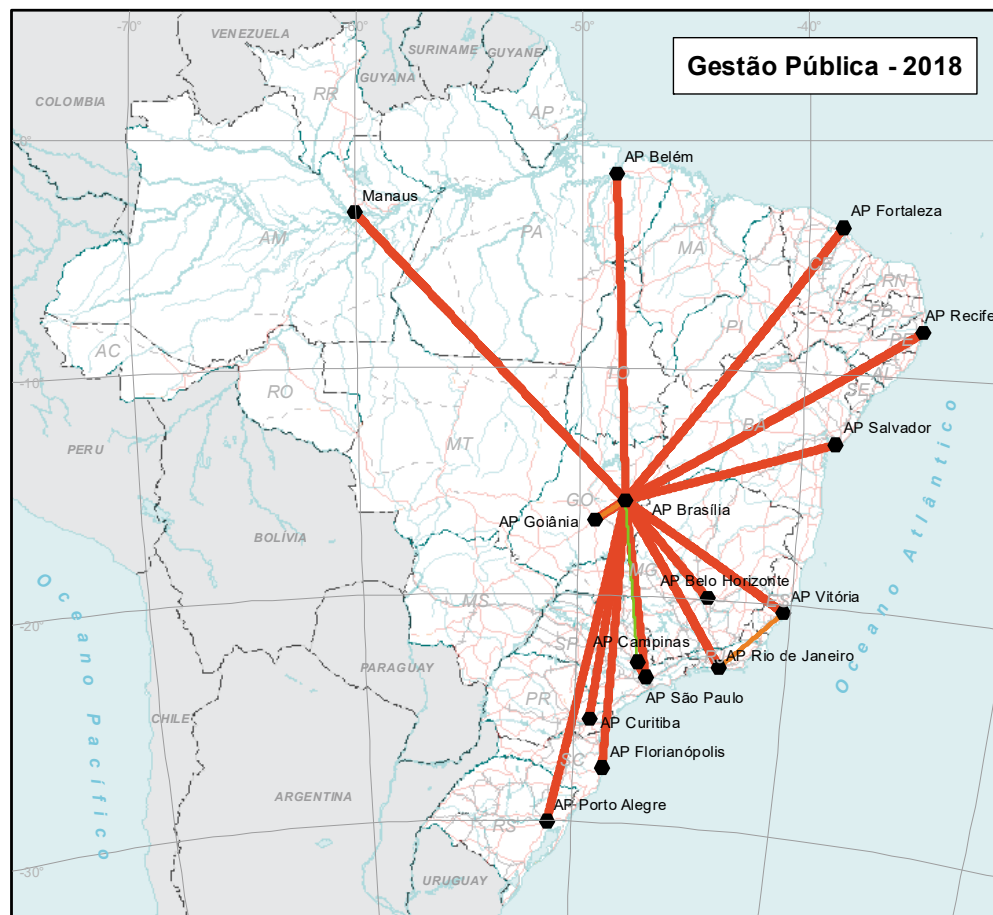 -70°
-50°
-40°
VENEZUELA
Gestão Pública - 2018
SURINAME
GUYANE
GUYANA
COLOMBIA
RR
AP
0°
AP Belém
Manaus
AP Fortaleza
AM
PA
MA
CE
RN
PB
AP Recife
PI
PE
AC
TO
AL
-10°
RO
SE
BA
AP Salvador
PERU
MT
GO
AP Brasília
AP Goiânia
BOLÍVIA
Oceano Atlântico
MG
AP Belo Horizonte
Oceano Pacífico
MS
ES
AP Vitória
-20°
SP
AP Campinas
RJ
AP Rio de Janeiro
PARAGUAY
PR
AP São Paulo
CHILE
AP Curitiba
SC
AP Florianópolis
ARGENTINA
AP Porto Alegre
RS
-30°
URUGUAY